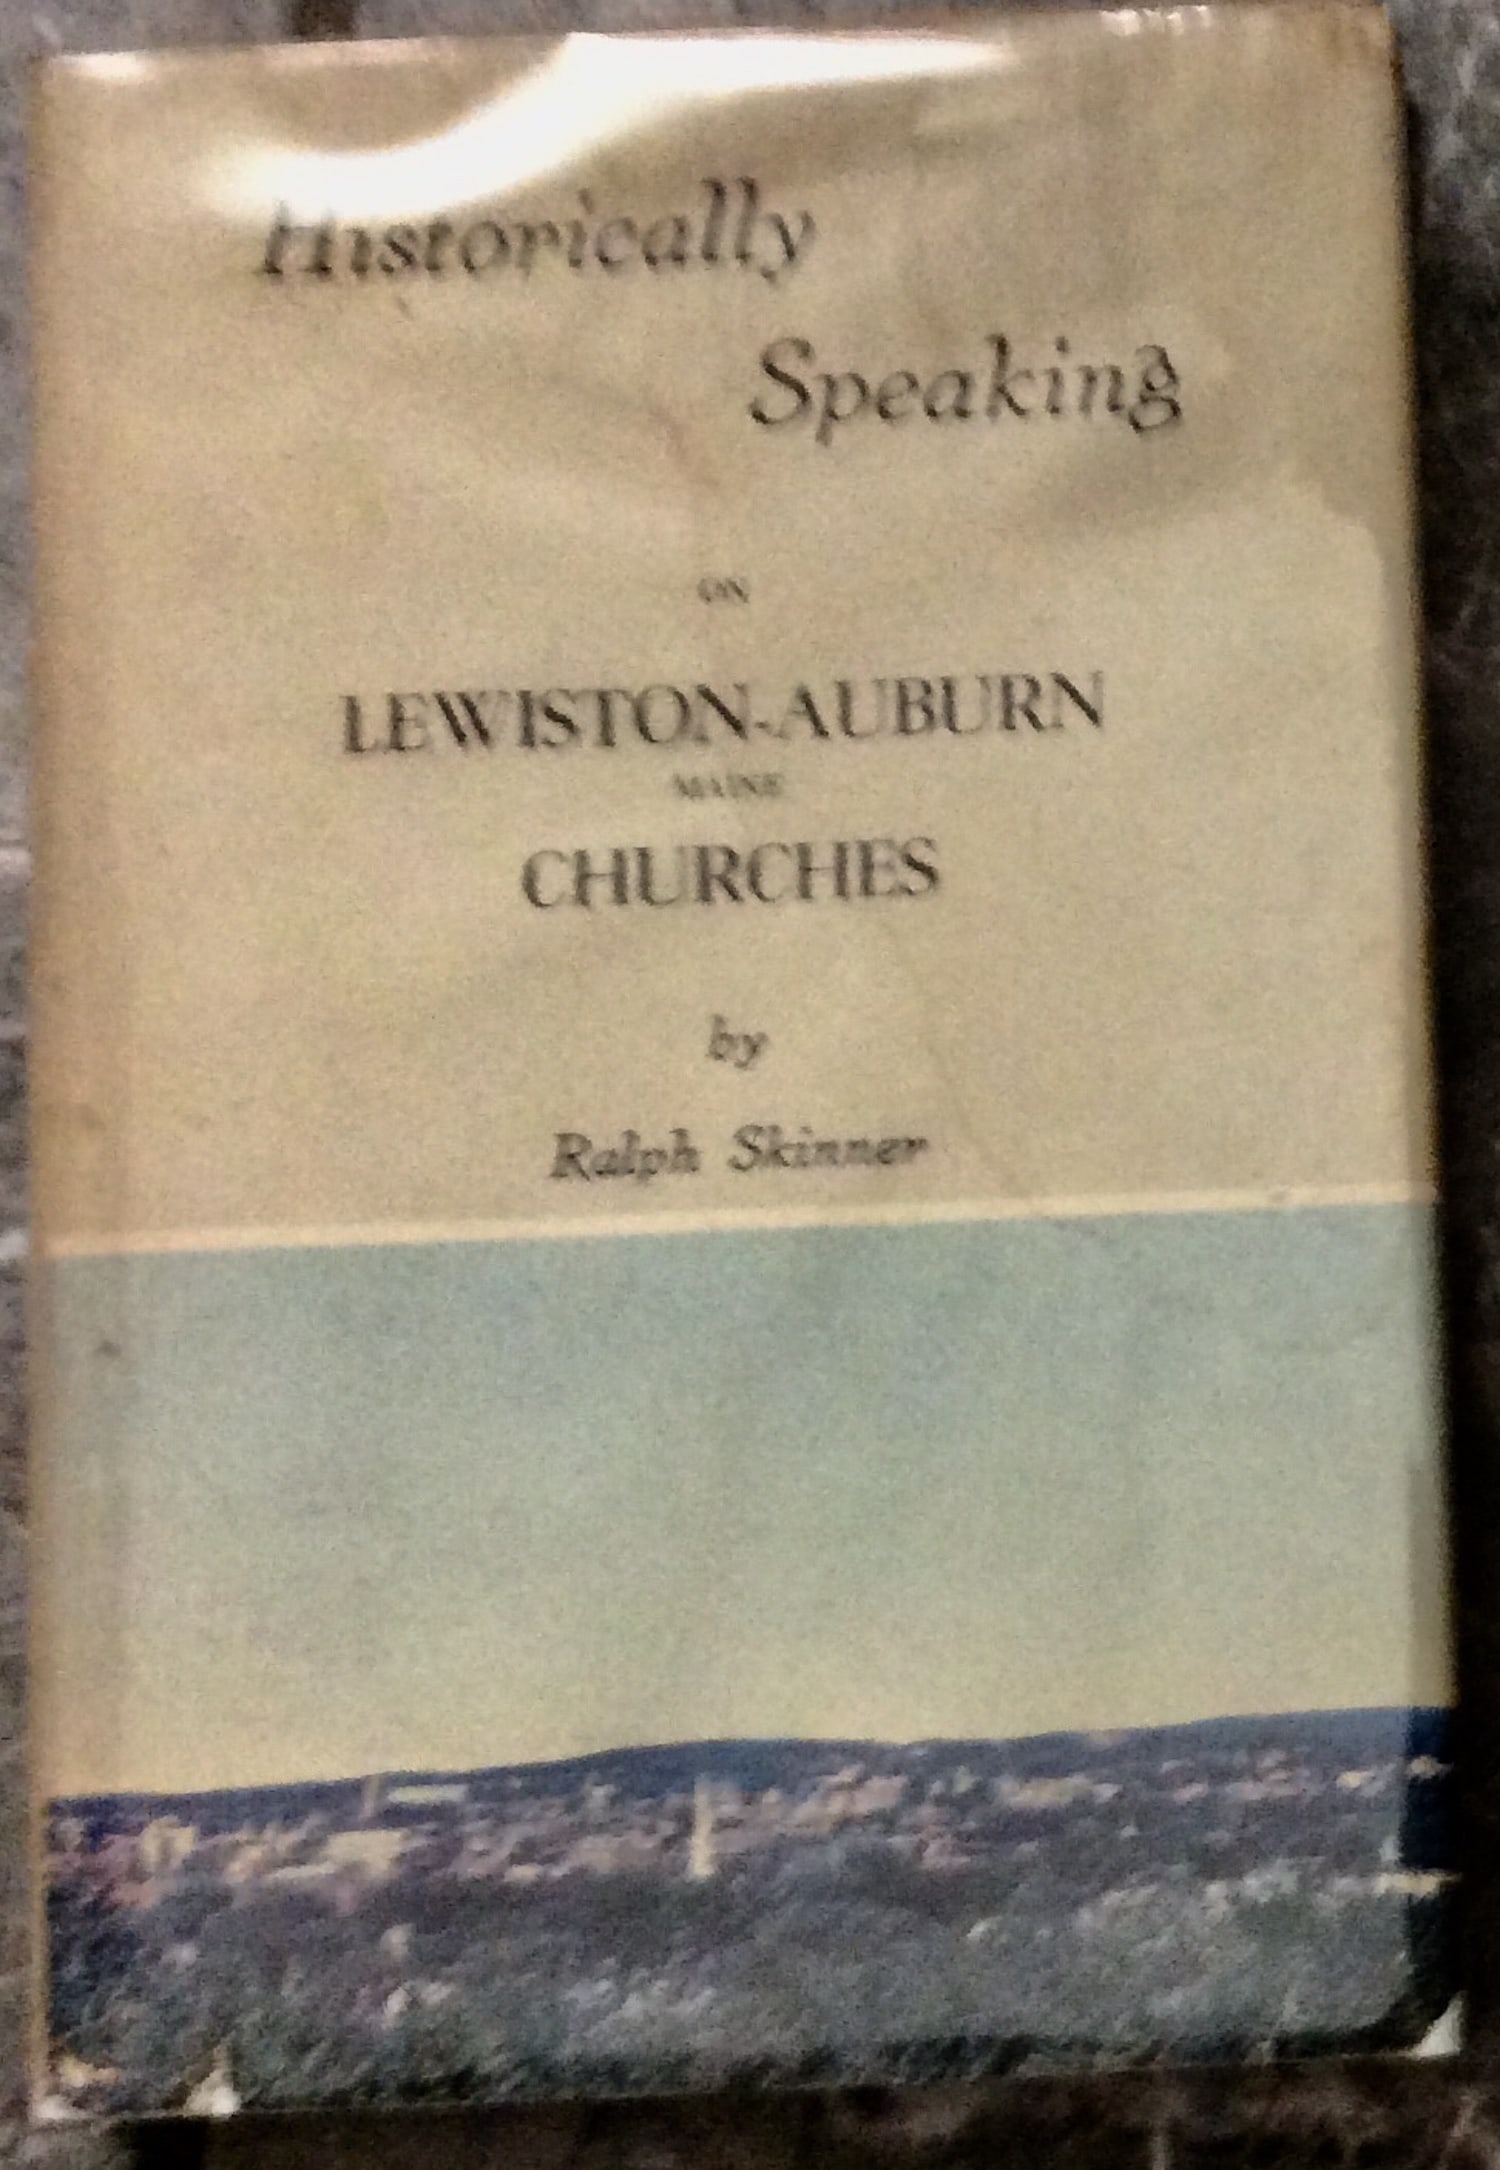 Historically
Speaking
ON
LEWISTON-AUBURN
MAINE
CHURCHES
by
Ralph Skinner